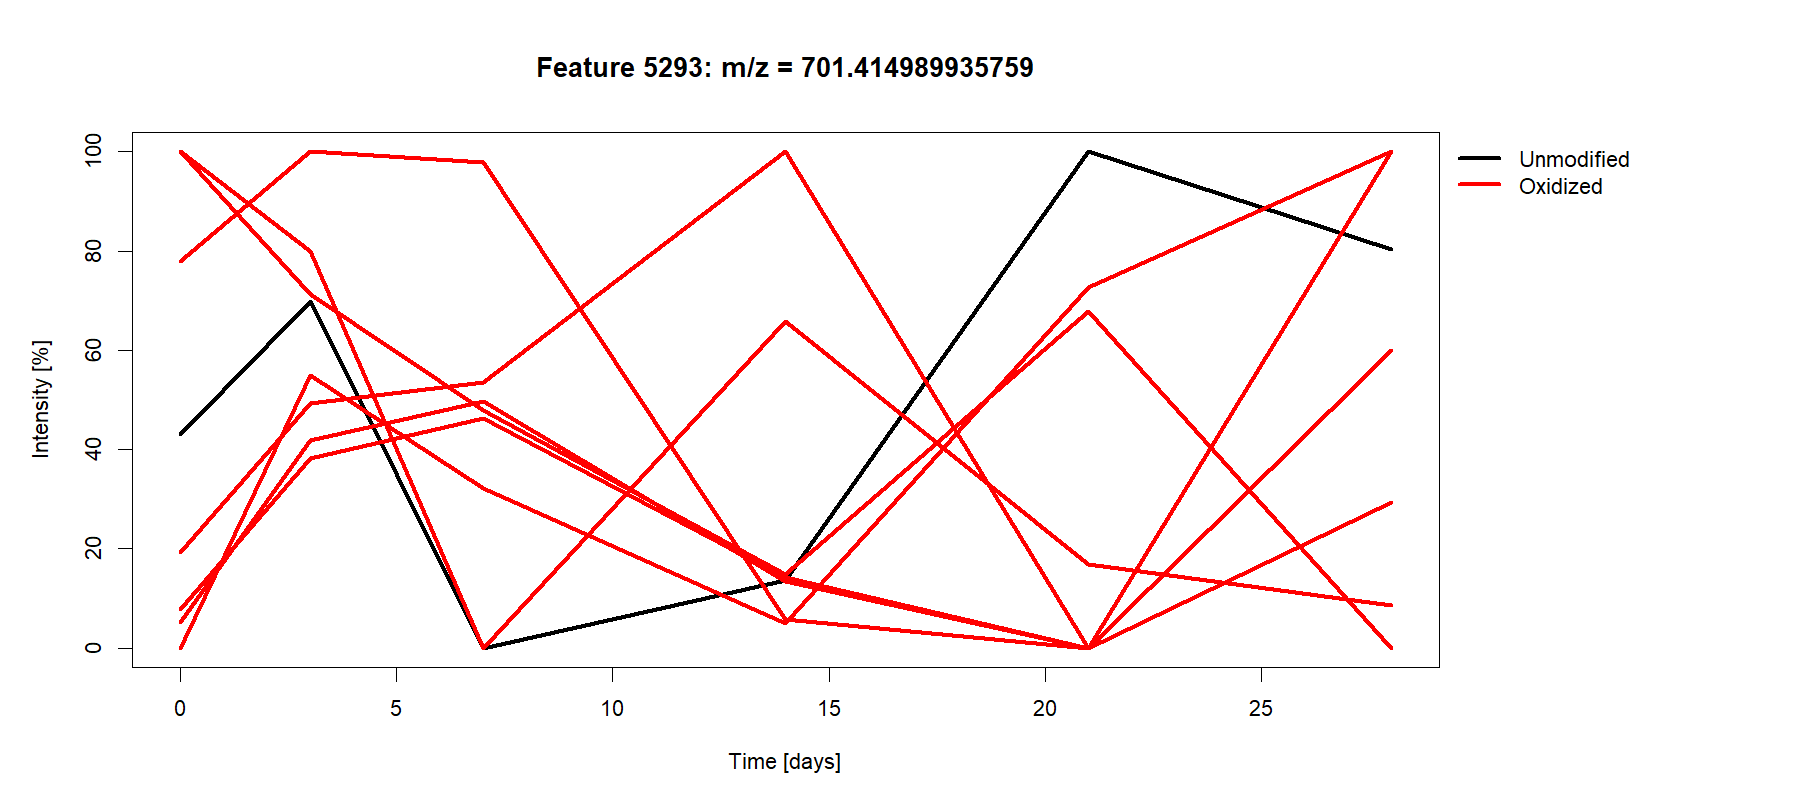 Feature 5293: m/z = 701.414989935759
Unmodified
Oxidized
Intensity [%]
100
80
60
40
20
0
0 5 10 15 20 25
Time [days]